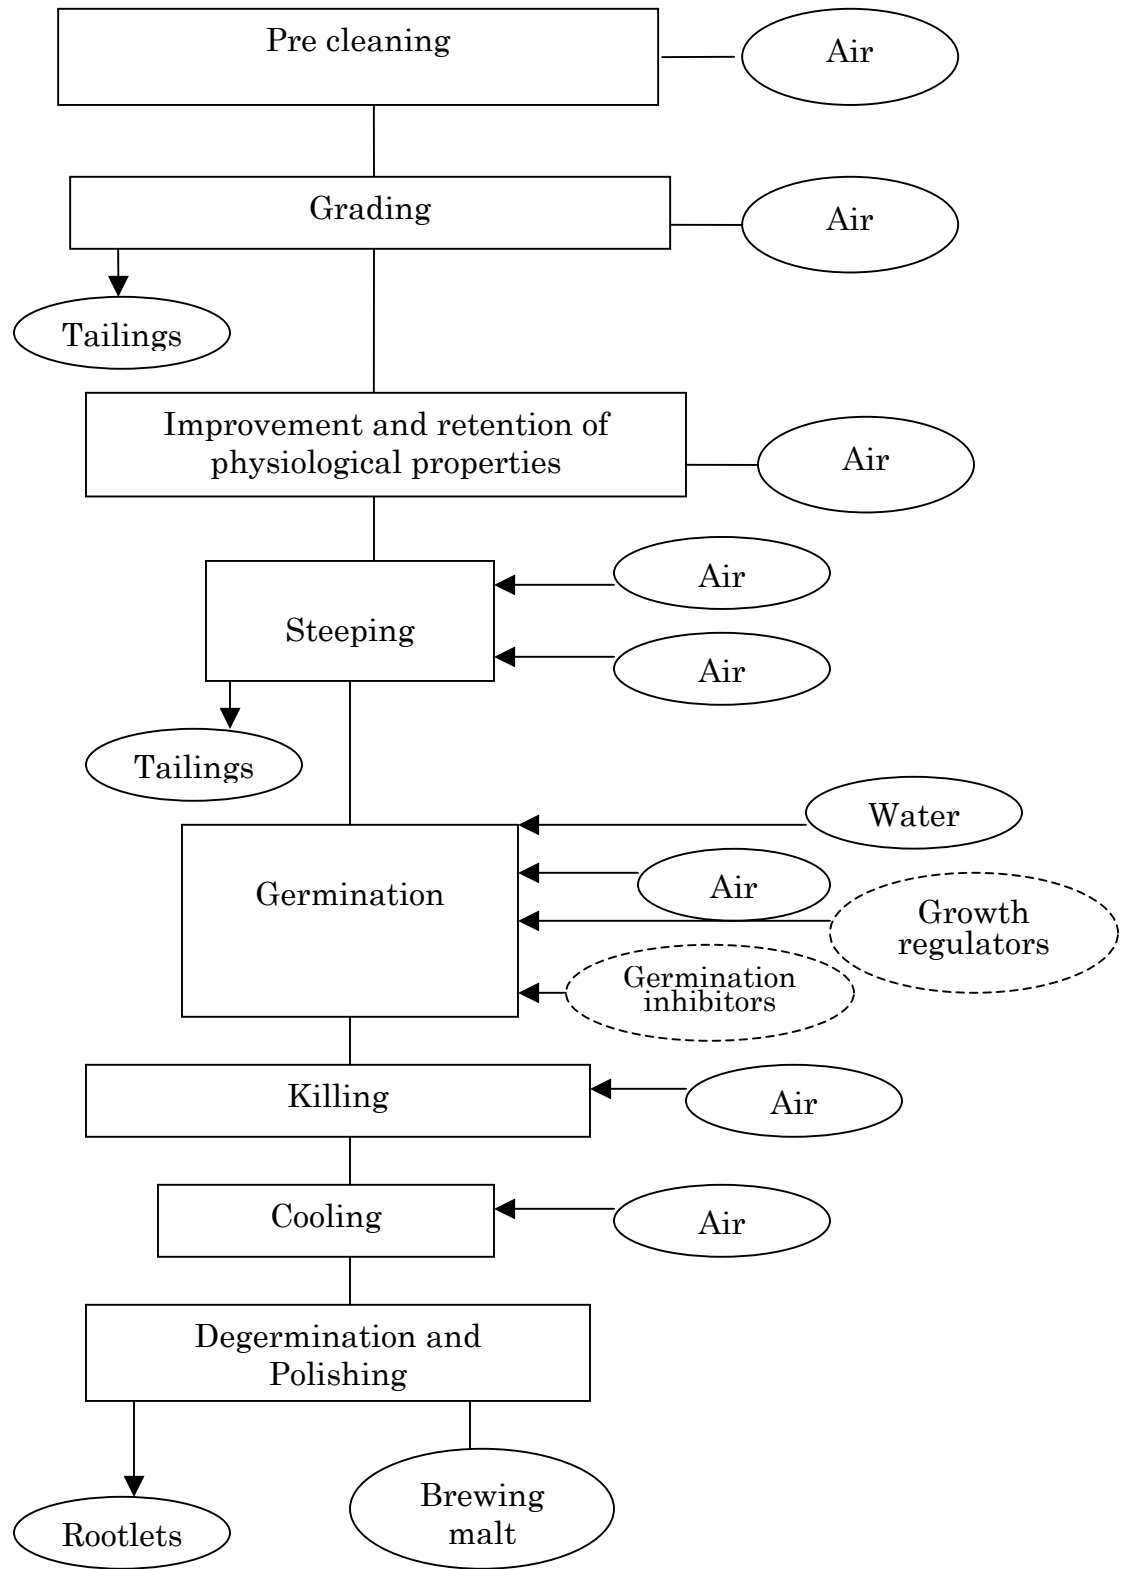 Pre cleaning
Air
Grading
Air
Tailings
Improvement and retention of
physiological properties
Air
Air
Steeping
Air
Tailings
Water
Germination
Air
Growth
regulators
Germination
inhibitors
Killing
Air
Cooling
Air
Degermination and
Polishing
Brewing
malt
Rootlets